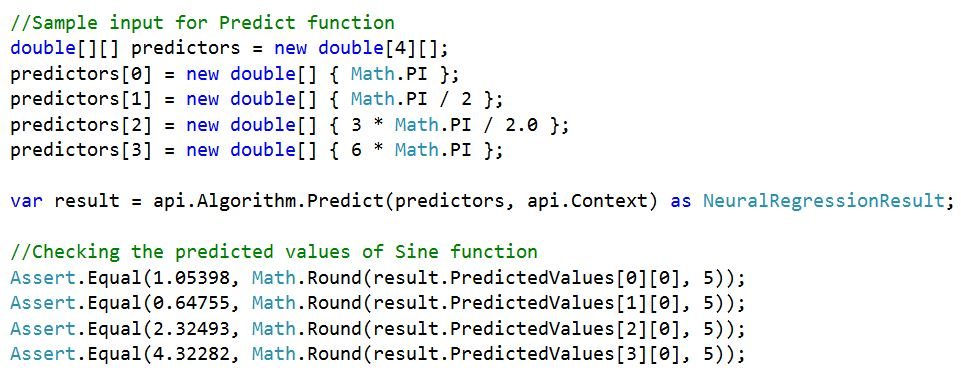 //Sample input for Predict function
double[][] predictors = new double[4][];
predictors[0] = new double[] { Math.PI };
predictors[1] = new double[] { Math.PI / 2 };
predictors[2] = new double[] { 3 * Math.PI / 2.0 };
predictors[3] = new double[] { 6 * Math.PI };

var result = api.Algorithm.Predict(predictors, api.Context) as NeuralRegressionResult;

//Checking the predicted values of Sine function
Assert.Equal(1.05398, Math.Round(result.PredictedValues[0][0], 5));
Assert.Equal(0.64755, Math.Round(result.PredictedValues[1][0], 5));
Assert.Equal(2.32493, Math.Round(result.PredictedValues[2][0], 5));
Assert.Equal(4.32282, Math.Round(result.PredictedValues[3][0], 5));